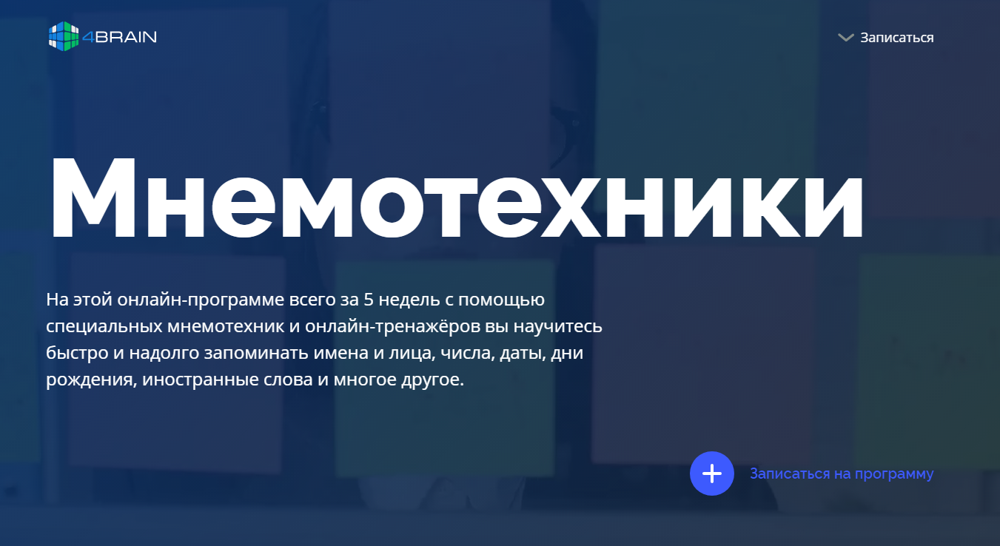 4BRAIN
Записаться
Мнемотехники
На этой онлайн-программе всего за 5 недель с помощью
специальных мнемотехник и онлайн-тренажёров вы научитесь
быстро и надолго запоминать имена и лица, числа, даты, дни
рождения, иностранные слова и многое другое.
Записаться на программу